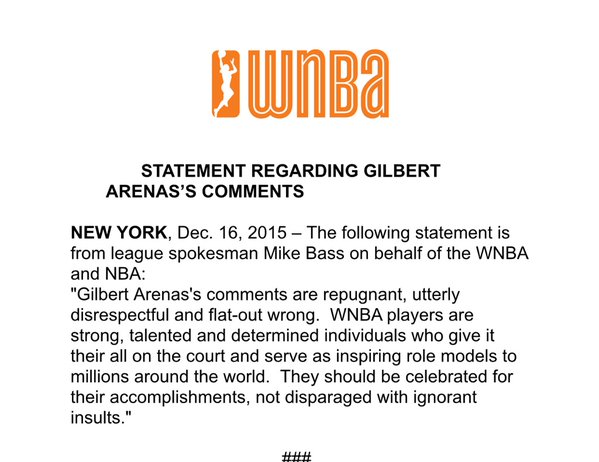 WNBA
STATEMENT REGARDING GILBERT
ARENAS’S COMMENTS
NEW YORK, Dec. 16, 2015 – The following statement is
from league spokesman Mike Bass on behalf of the WNBA
and NBA:
"Gilbert Arenas's comments are repugnant, utterly
disrespectful and flat-out wrong.  WNBA players are
strong, talented and determined individuals who give it
their all on the court and serve as inspiring role models to
millions around the world.  They should be celebrated for
their accomplishments, not disparaged with ignorant
insults."
###